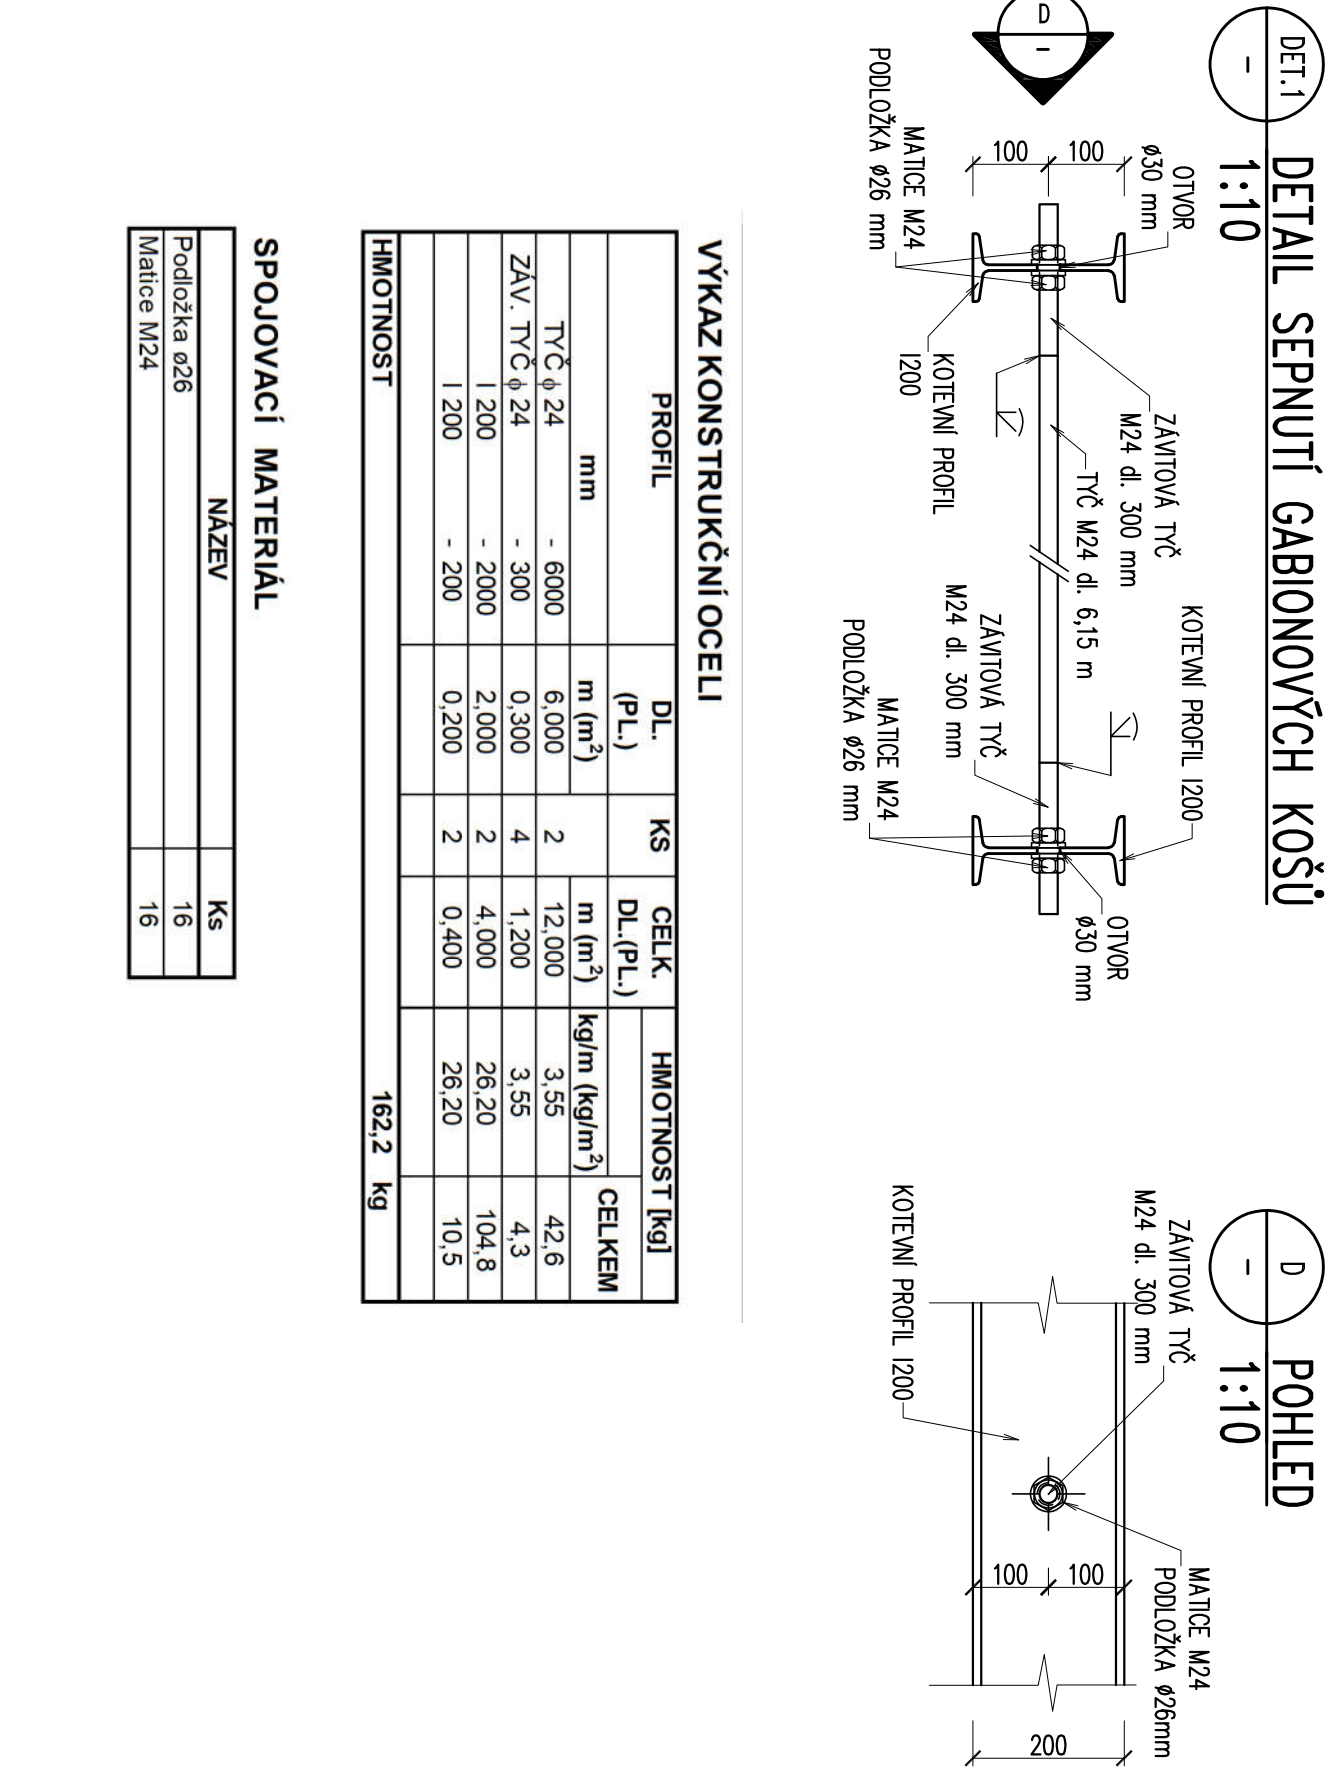 DET.1
-
DETAIL SEPNUTÍ GABIONOVÝCH KOŠŮ
1:10
D
-
100
100
OTVOR
ø30 mm
MATICE M24
PODLOŽKA ø26 mm
KOTEVNÍ PROFIL
I200
ZÁVITOVÁ TYČ
M24 dl. 300 mm
TYČ M24 dl. 6,15 m
ZÁVITOVÁ TYČ
M24 dl. 300 mm
KOTEVNÍ PROFIL I200
MATICE M24
PODLOŽKA ø26 mm
OTVOR
ø30 mm
D
-
POHLED
1:10
ZÁVITOVÁ TYČ
M24 dl. 300 mm
KOTEVNÍ PROFIL I200
MATICE M24
PODLOŽKA ø26mm
100
100
200
VÝKAZ KONSTRUKČNÍ OCELI
PROFIL DL. KS CELK. HMOTNOST [kg]
(PL.) DL.(PL.) CELKEM
mm m (m²) m (m²) kg/m (kg/m²)
TYČ ϕ 24 - 6000 6,000 2 12,000 3,55 42,6
ZÁV. TYČ ϕ 24 - 300 0,300 4 1,200 3,55 4,3
I 200 - 2000 2,000 2 4,000 26,20 104,8
I 200 - 200 0,200 2 0,400 26,20 10,5
HMOTNOST 162,2 kg
SPOJOVACÍ MATERIÁL
NÁZEV Ks
Podložka ø26 16
Matice M24 16